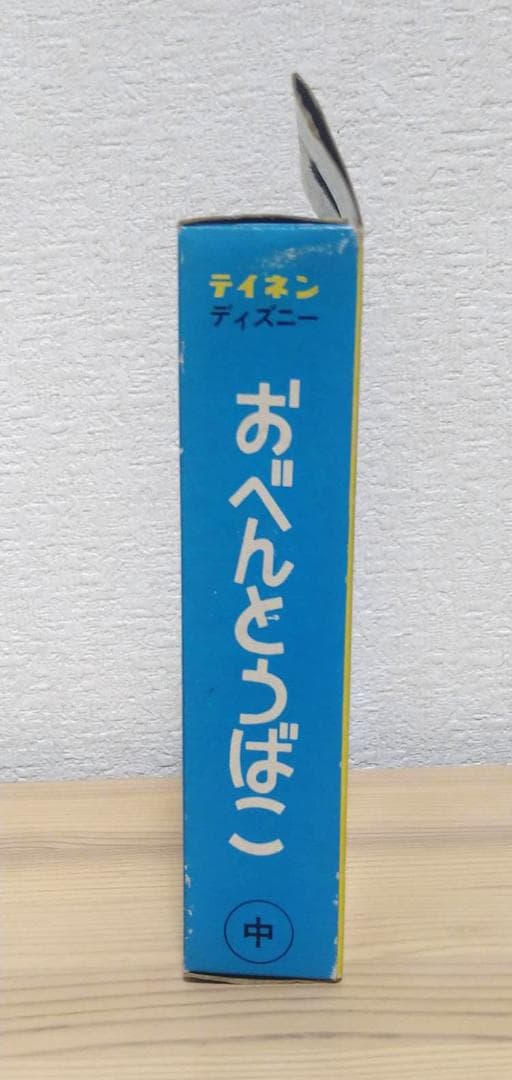 テイネン
ディズニー
おべんとうばこ
中